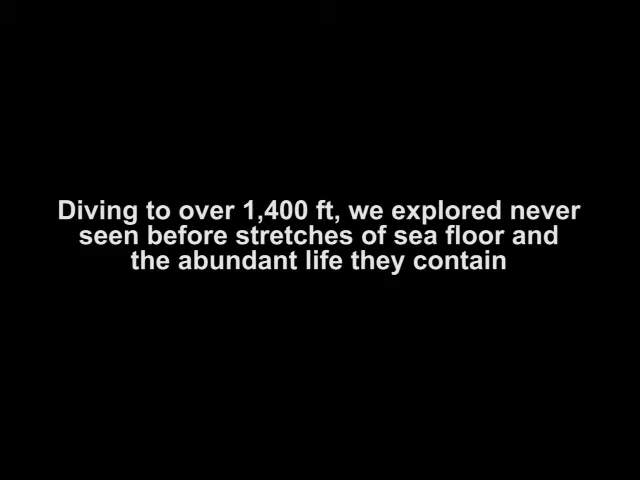 Diving to over 1,400 ft, we explored never
seen before stretches of sea floor and
the abundant life they contain